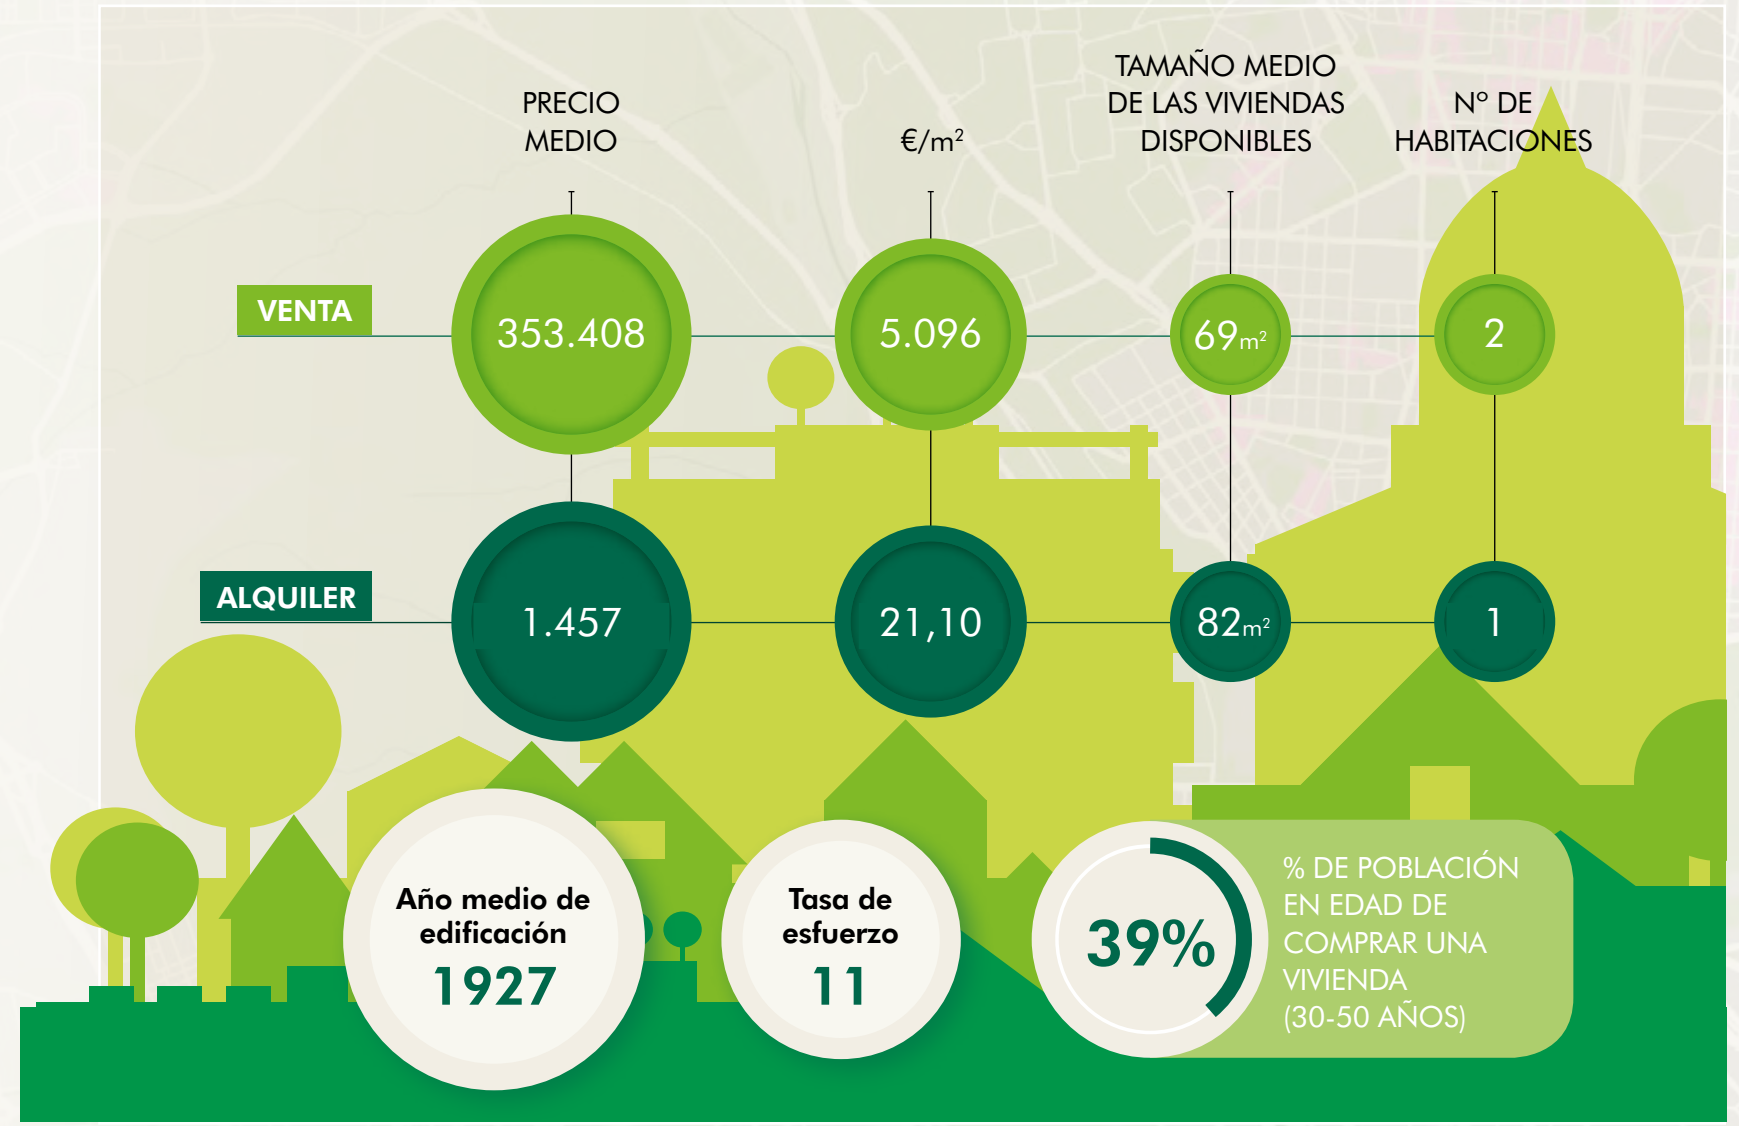 PRECIO
MEDIO
€/m²
TAMAÑO MEDIO
DE LAS VIVIENDAS
DISPONIBLES
Nº DE
HABITACIONES
VENTA
353.408
5.096
69m²
2
ALQUILER
1.457
21,10
82m²
1
Año medio de
edificación
1927
Tasa de
esfuerzo
11
39%
% DE POBLACIÓN
EN EDAD DE
COMPRAR UNA
VIVIENDA
(30-50 AÑOS)